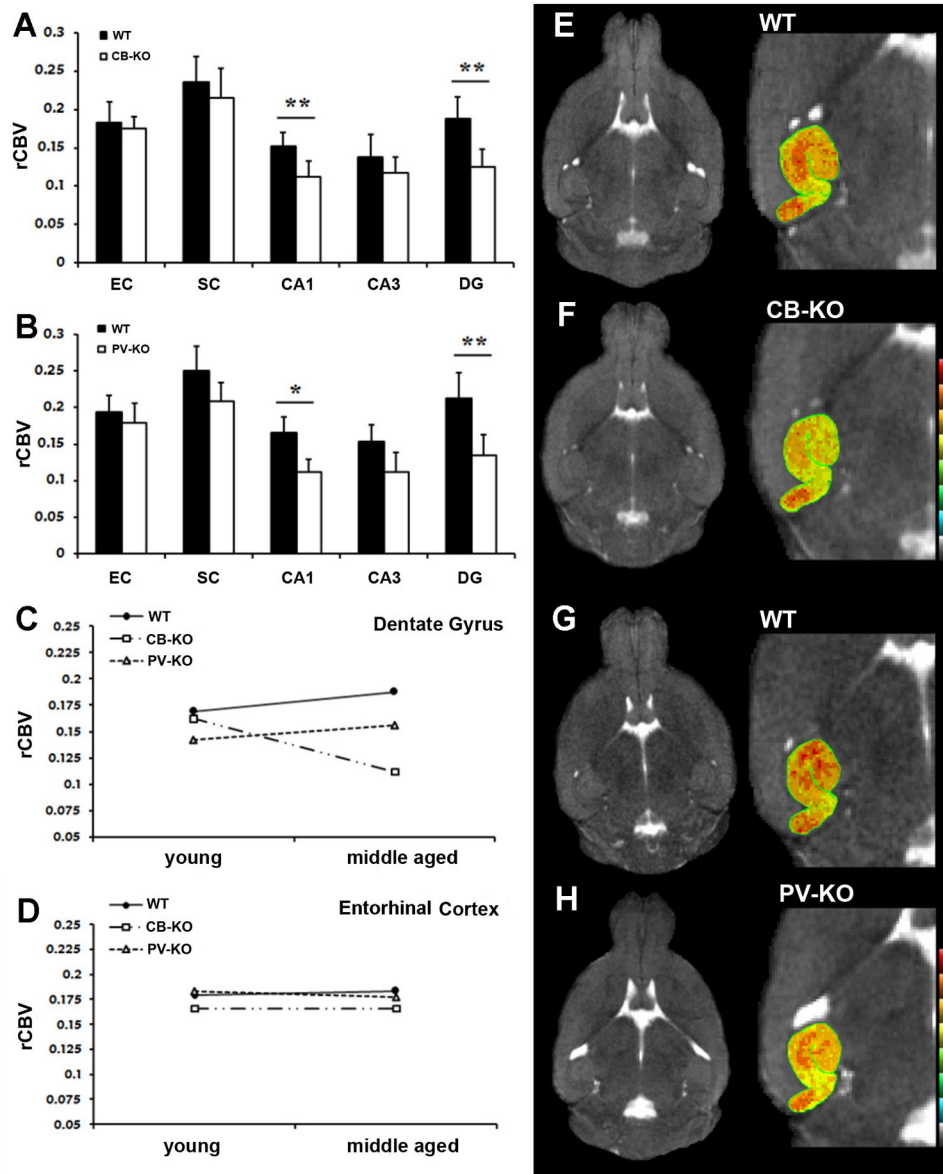 A
WT
CB-KO
**
**
0.3
0.25
0.2
0.15
0.1
0.05
0
rCBV
EC SC CA1 CA3 DG
B
WT
PV-KO
*
**
0.3
0.25
0.2
0.15
0.1
0.05
0
rCBV
EC SC CA1 CA3 DG
C
WT
CB-KO
PV-KO
Dentate Gyrus
0.25
0.225
0.2
0.175
0.15
0.125
0.1
0.075
0.05
rCBV
young middle aged
D
WT
CB-KO
PV-KO
Entorhinal Cortex
0.25
0.225
0.2
0.175
0.15
0.125
0.1
0.075
0.05
rCBV
young middle aged
E WT
F CB-KO
G WT
H PV-KO